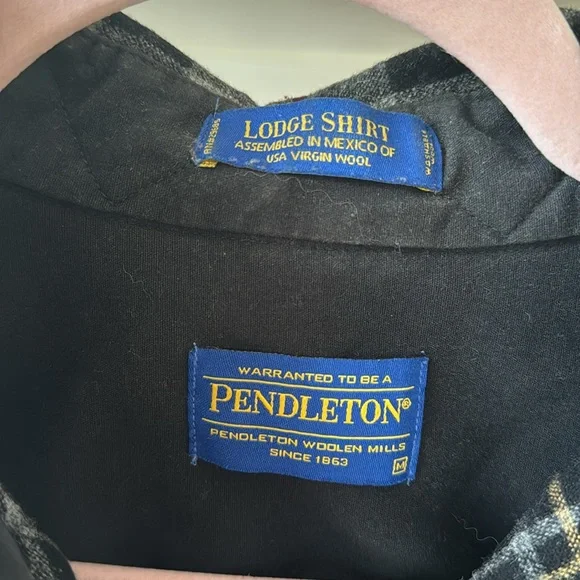 LODGE SHIRT
ASSEMBLED IN MEXICO OF
USA VIRGIN WOOL
WARRANTED TO BE A
PENDLETON®
PENDLETON WOOLEN MILLS
SINCE 1863
M